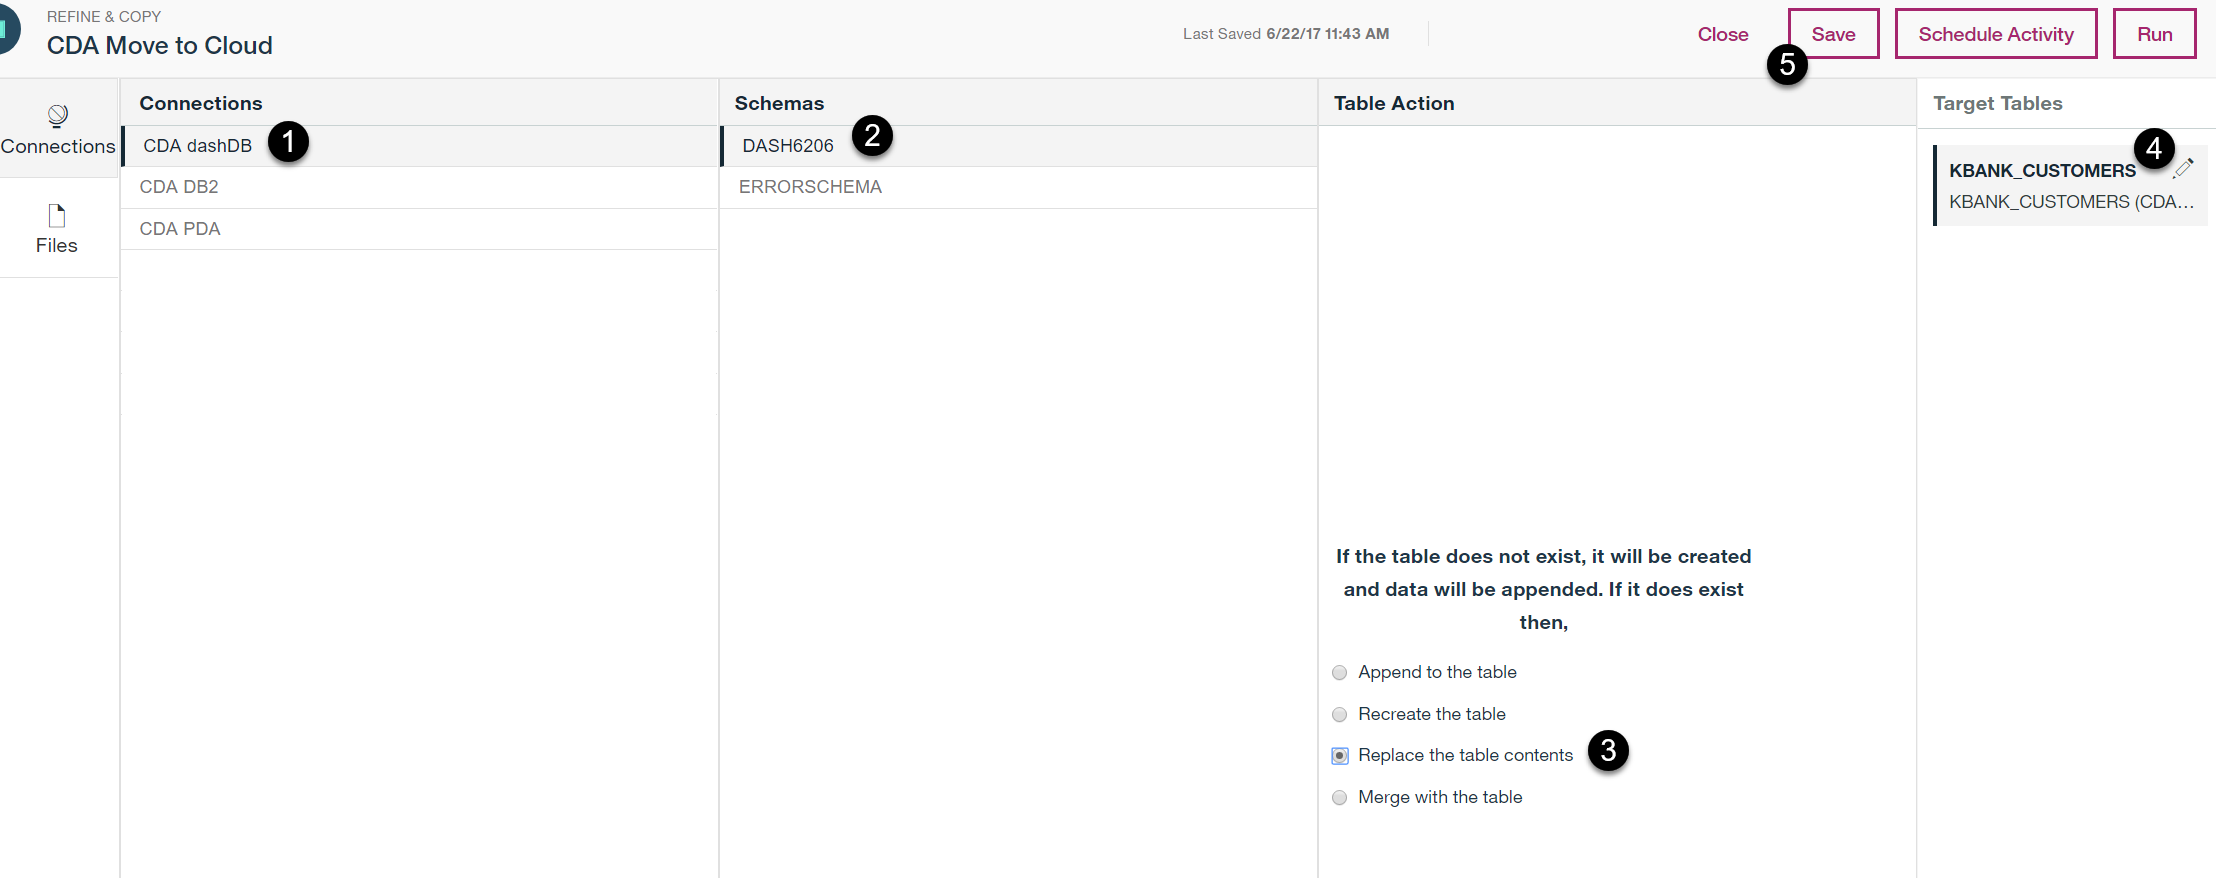 REFINE & COPY
CDA Move to Cloud
Last Saved 6/22/17 11:43 AM
Close
Save
Schedule Activity
Run
5
Connections
Files
Connections
CDA dashDB
1
CDA DB2
CDA PDA
Schemas
DASH6206
2
ERRORSCHEMA
Table Action
If the table does not exist, it will be created
and data will be appended. If it does exist
then,
Append to the table
Recreate the table
Replace the table contents
3
Merge with the table
Target Tables
4
KBANK_CUSTOMERS
KBANK_CUSTOMERS (CDA...